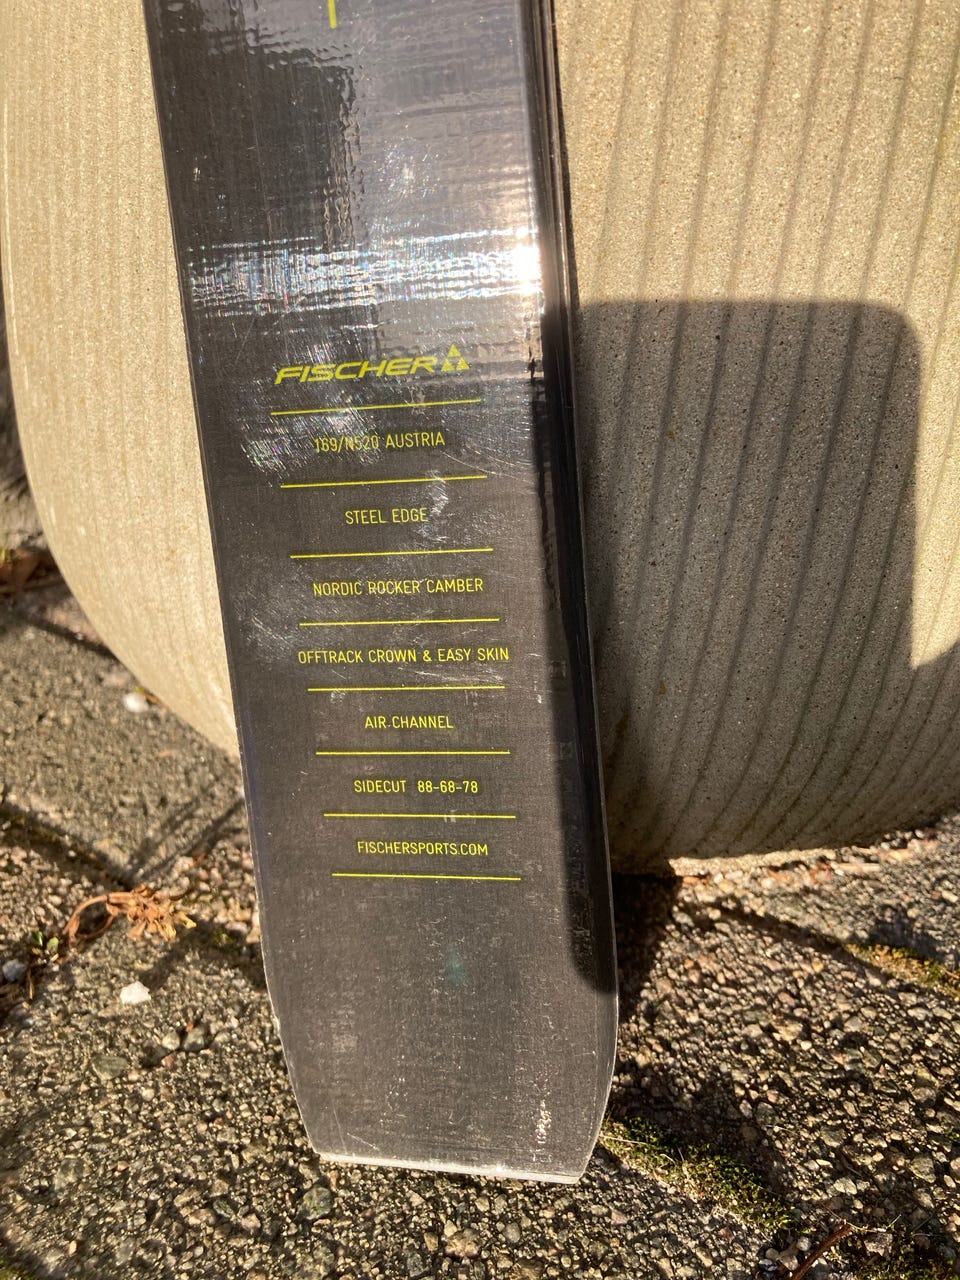 FISCHER
169/N520 AUSTRIA
STEEL EDGE
NORDIC ROCKER CAMBER
OFFTRACK CROWN & EASY SKIN
AIR CHANNEL
SIDECUT 88-68-78
FISCHERSPORTS.COM